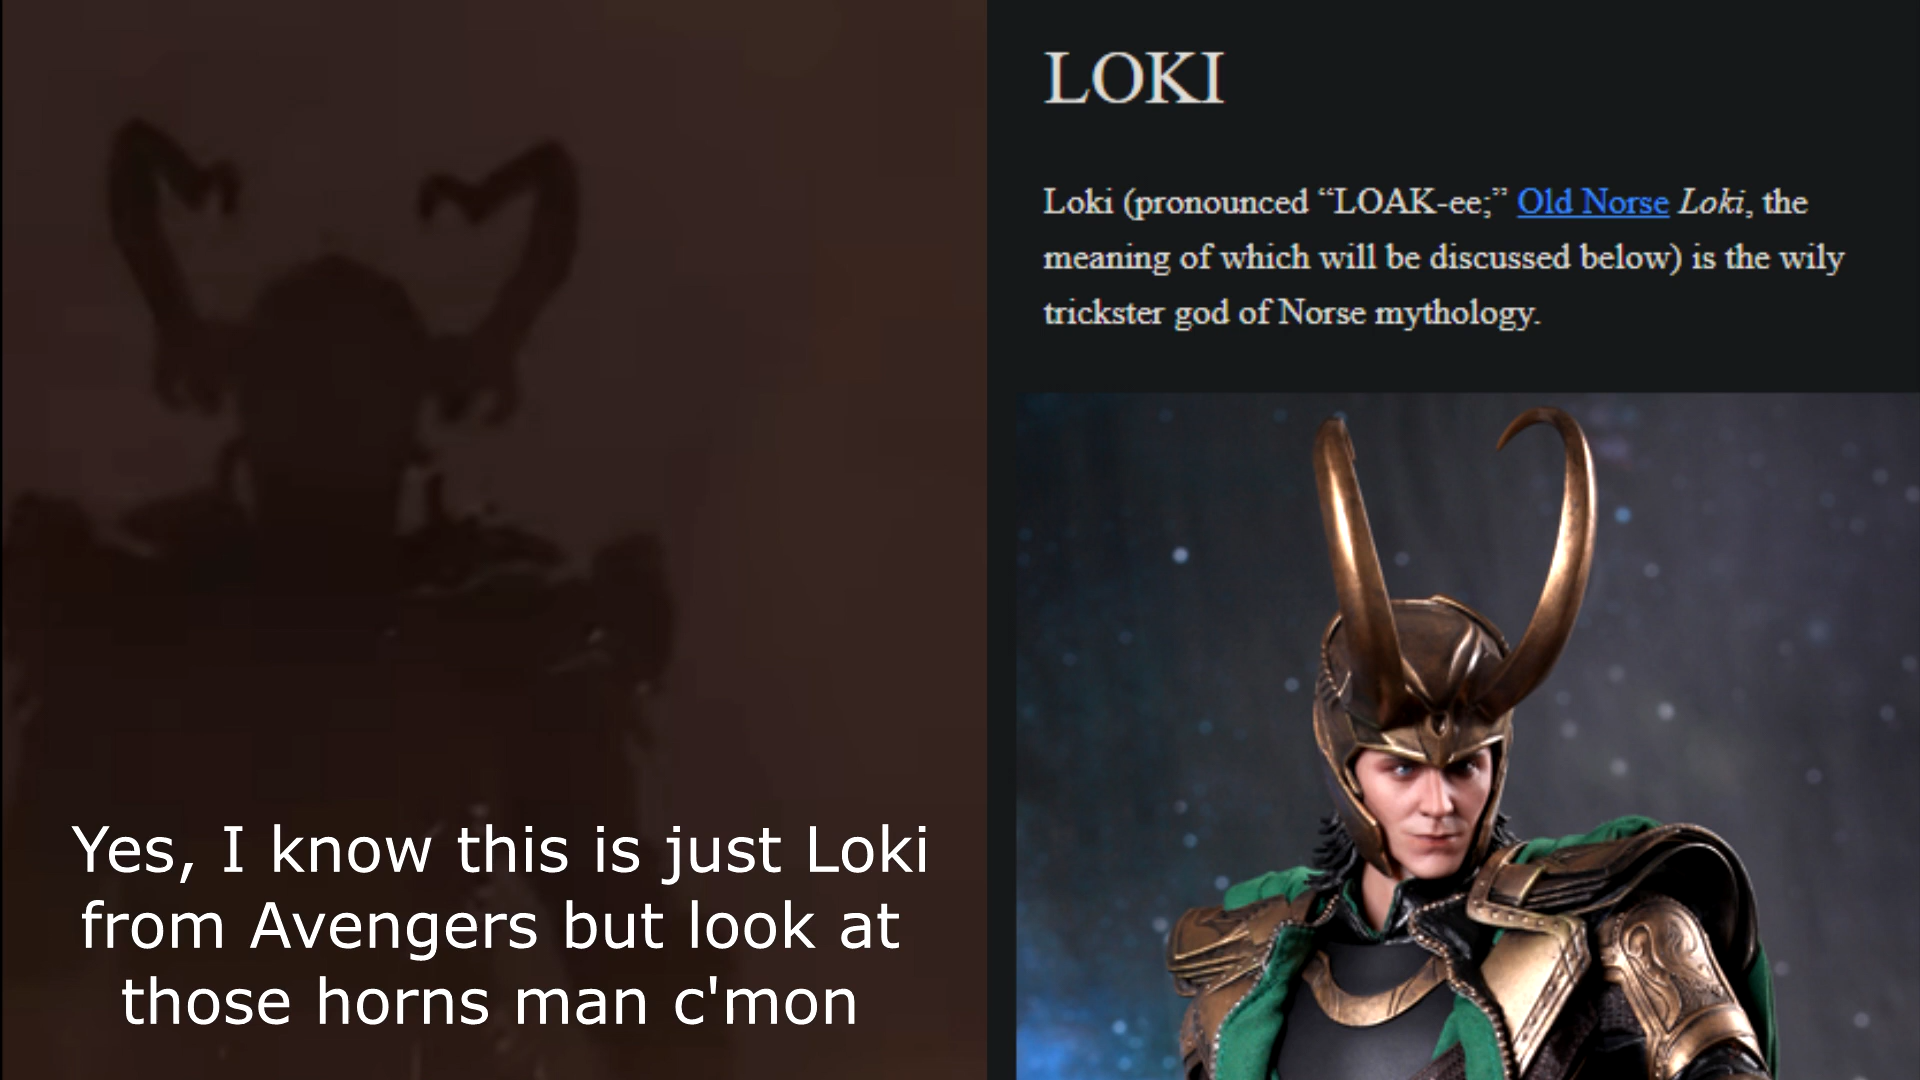 LOKI
Loki (pronounced “LOAK-ee;” Old Norse Loki, the
meaning of which will be discussed below) is the wily
trickster god of Norse mythology.
Yes, I know this is just Loki
from Avengers but look at
those horns man c'mon